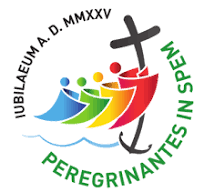 IUBILAEUM A. D. MMXXV
PEREGRINANTES IN SPEM